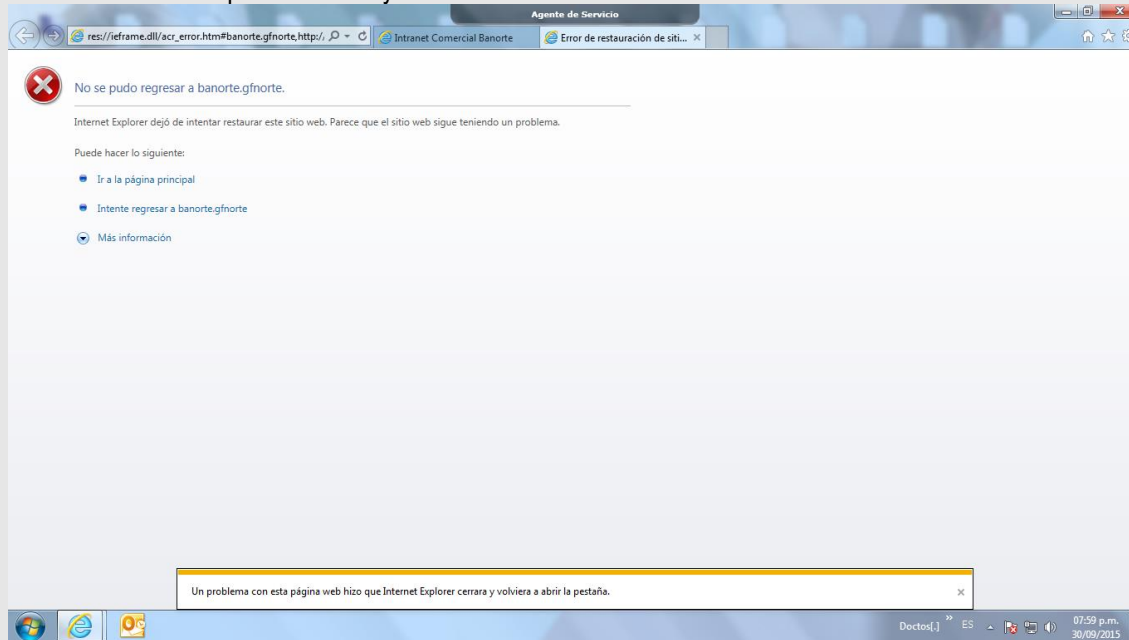 Agente de Servicio
res://ieframe.dll/acr_error.htm#banorte.gfnorte,http:/
Intranet Comercial Banorte
Error de restauración de siti...
No se pudo regresar a banorte.gfnorte.
Internet Explorer dejó de intentar restaurar este sitio web. Parece que el sitio web sigue teniendo un problema.
Puede hacer lo siguiente:
Ir a la página principal
Intente regresar a banorte.gfnorte
Más información
Un problema con esta página web hizo que Internet Explorer cerrara y volviera a abrir la pestaña.
Doctos[.] » ES
07:59 p.m.
30/09/2015